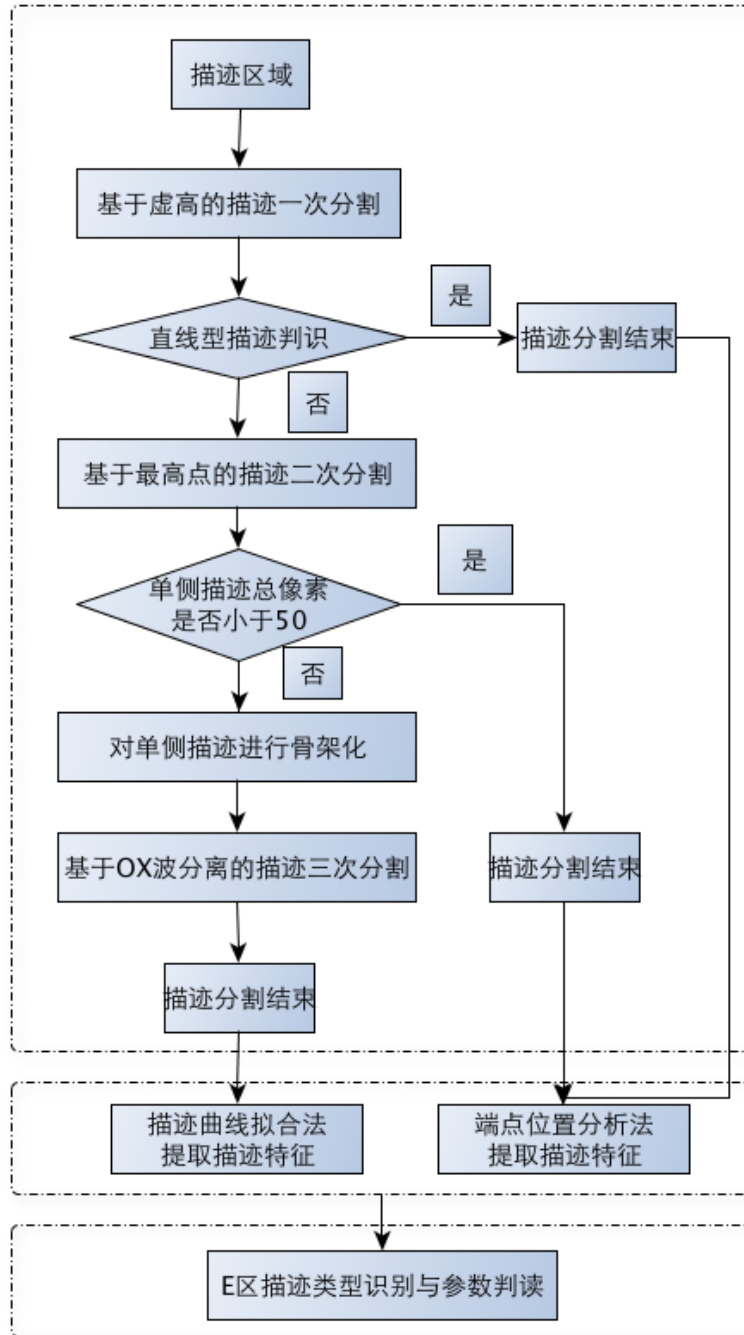 描迹区域
基于虚高的描迹一次分割
是
直线型描迹判识
描迹分割结束
否
基于最高点的描迹二次分割
是
单侧描迹总像素
是否小于50
否
对单侧描迹进行骨架化
基于OX波分离的描迹三次分割
描迹分割结束
描迹分割结束
描迹曲线拟合法
提取描迹特征
端点位置分析法
提取描迹特征
E区描迹类型识别与参数判读